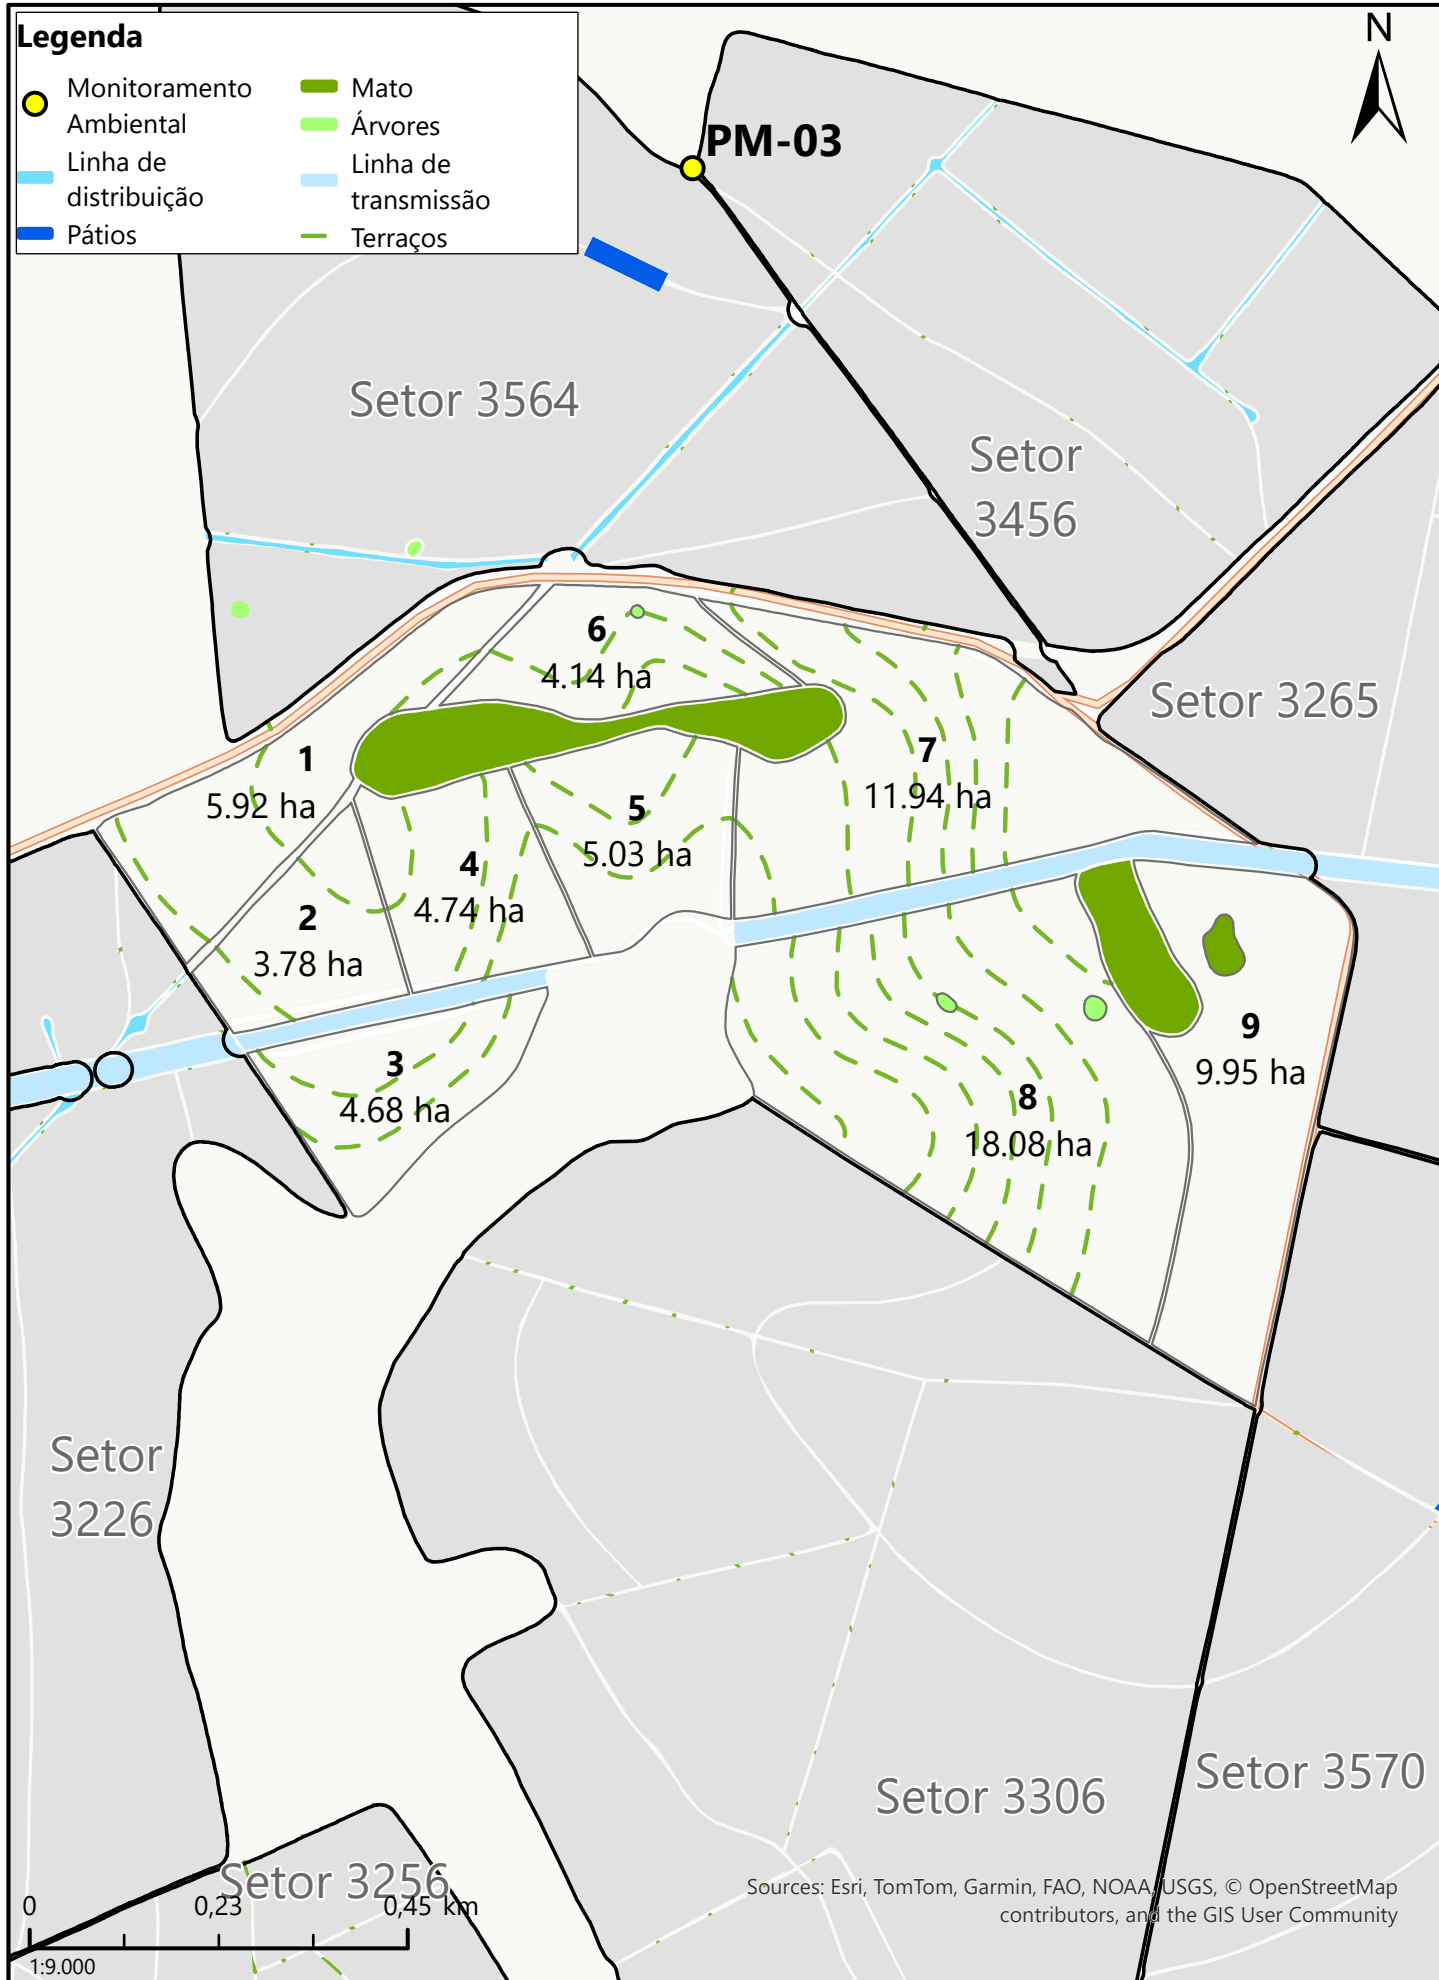 Legenda
Monitoramento
Ambiental
Linha de
distribuição
Pátios
Mato
Árvores
Linha de
transmissão
Terraços
N
PM-03
Setor 3564
Setor
3456
Setor 3265
6
4.14 ha
1
5.92 ha
7
11.94 ha
5
5.03 ha
4
4.74 ha
2
3.78 ha
3
4.68 ha
9
9.95 ha
8
18.08 ha
Setor
3226
Setor 3306
Setor 3570
Setor 3256
0 0,23 0,45 km
1:9.000
Sources: Esri, TomTom, Garmin, FAO, NOAA, USGS, © OpenStreetMap
contributors, and the GIS User Community